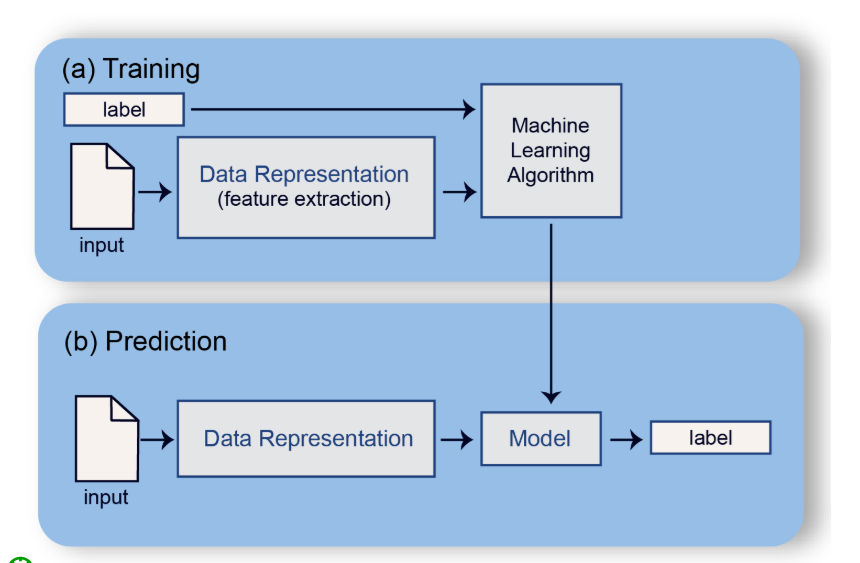 (a) Training
label
Machine
Learning
Algorithm
Data Representation
(feature extraction)
input
(b) Prediction
Data Representation
Model
label
input